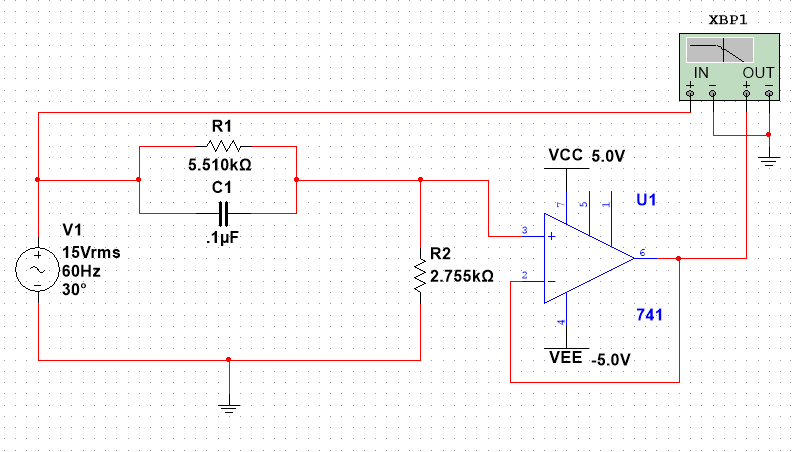 XBP1
IN OUT
+ − + −
R1
5.510kΩ
C1
.1µF
VCC 5.0V
7
5
1
U1
V1
15Vrms
60Hz
30°
+
−
R2
2.755kΩ
3
+
6
2
−
4
741
VEE -5.0V